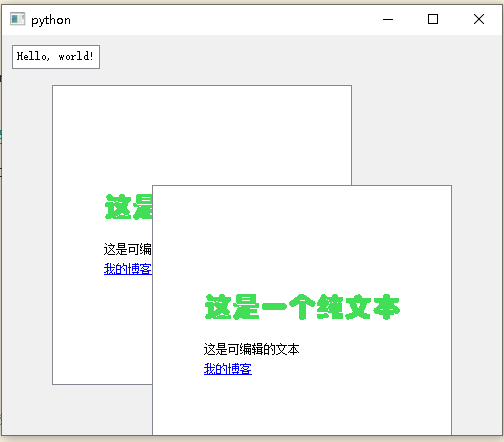 python
Hello, world!
这是
这是可编
我的博客
这是一个纯文本
这是可编辑的文本
我的博客